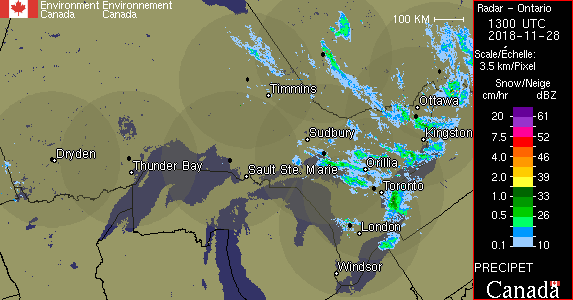 Environment Environnement
Canada Canada
100 KM
Timmins
Ottawa
Sudbury
Kingston
Dryden
Thunder Bay
Sault Ste. Marie
Orillia
Toronto
London
Windsor
Radar – Ontario
1300 UTC
2018-11-28
Scale/Échelle:
3.5 km/Pixel
Snow/Neige
cm/hr dBZ
20 61
7.5 52
4.0 46
2.0 39
1.0 33
0.5 26
0.1 10
PRECIPET
Canada